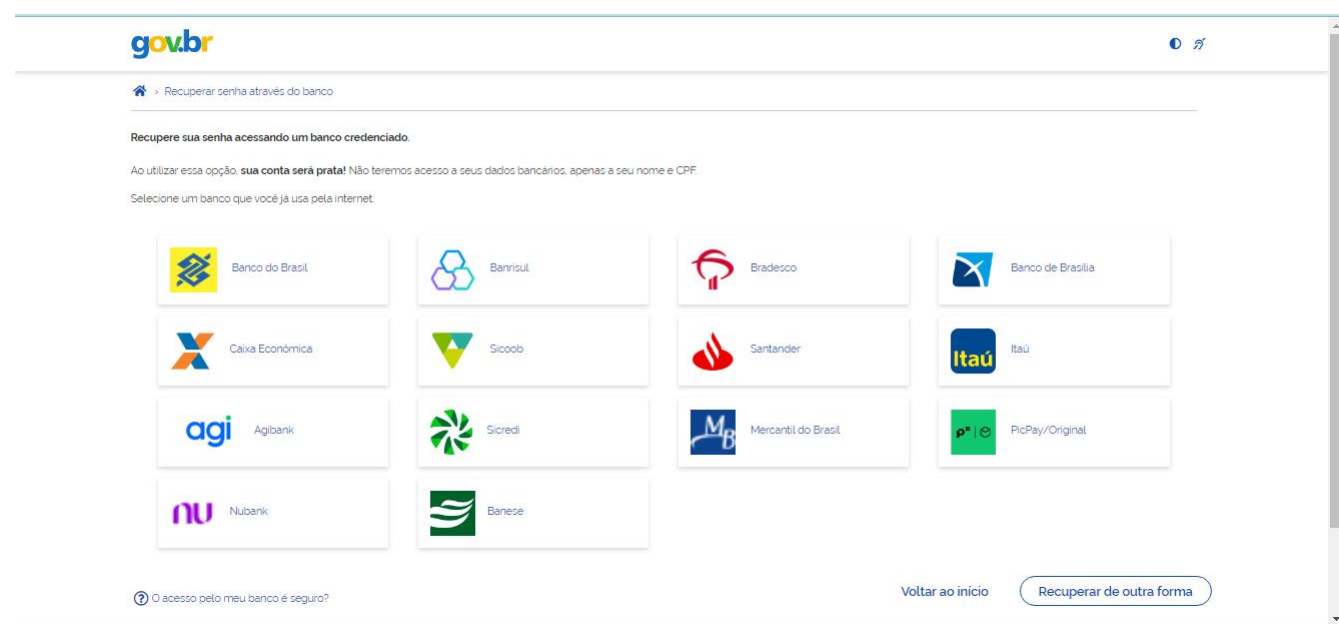 gov.br
Recuperar senha através do banco
Recupere sua senha acessando um banco credenciado.
Ao utilizar essa opção, sua conta será prata! Não teremos acesso a seus dados bancários, apenas a seu nome e CPF.
Selecione um banco que você já usa pela internet.
Banco do Brasil
Banrisul
Bradesco
Banco de Brasília
Caixa Econômica
Sicoob
Santander
Itaú Itaú
agi Agibank
Sicredi
MB Mercantil do Brasil
PicPay/Original
nu Nubank
Banese
? O acesso pelo meu banco é seguro?
Voltar ao início
Recuperar de outra forma